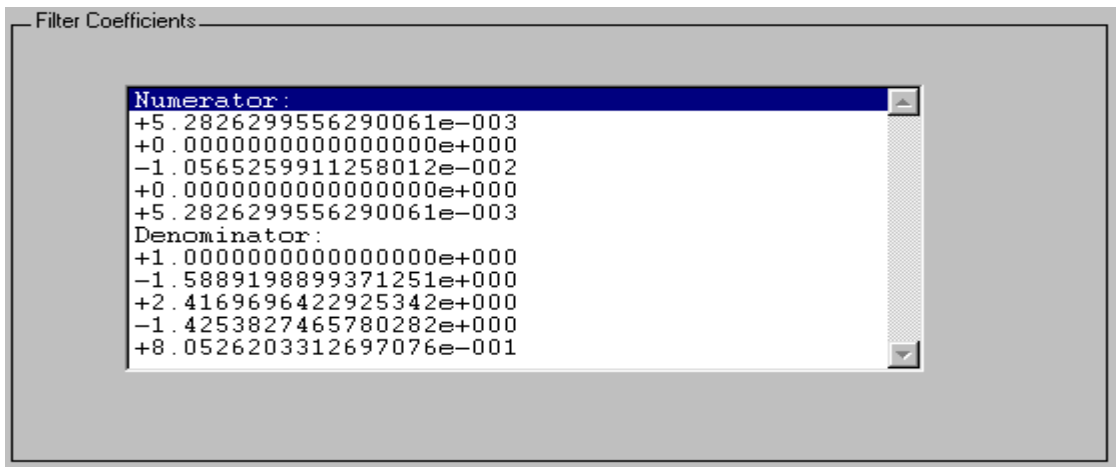 Filter Coefficients
Numerator:
+5.2826299556290061e-003
+0.0000000000000000e+000
-1.0565259911258012e-002
+0.0000000000000000e+000
+5.2826299556290061e-003
Denominator:
+1.0000000000000000e+000
-1.5889198899371251e+000
+2.4169696422925342e+000
-1.4253827465780282e+000
+8.0526203312697076e-001